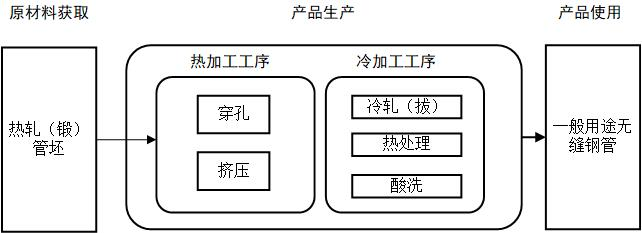 原材料获取
产品生产
产品使用
热加工工序
冷加工工序
热轧（锻）
管坯
穿孔
挤压
冷轧（拔）
热处理
酸洗
一般用途无
缝钢管